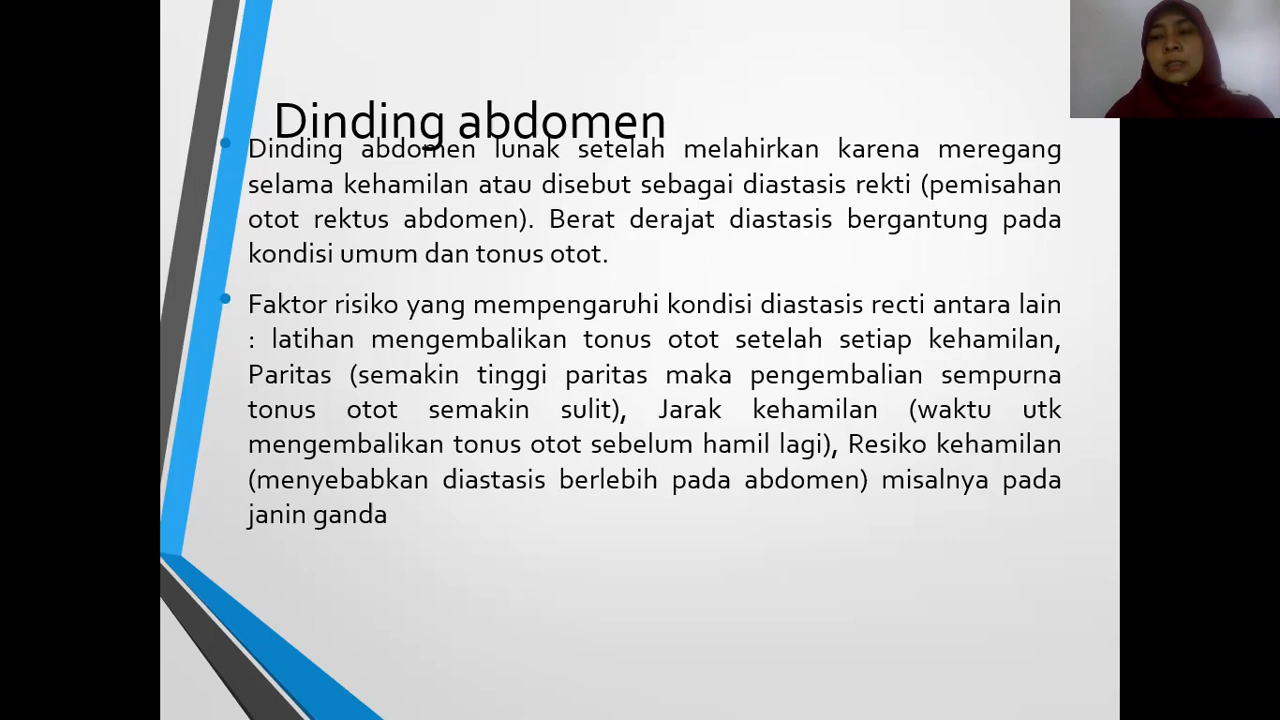 Dinding abdomen
Dinding abdomen lunak setelah melahirkan karena meregang
selama kehamilan atau disebut sebagai diastasis rekti (pemisahan
otot rektus abdomen). Berat derajat diastasis bergantung pada
kondisi umum dan tonus otot.
Faktor risiko yang mempengaruhi kondisi diastasis recti antara lain
: latihan mengembalikan tonus otot setelah setiap kehamilan,
Paritas (semakin tinggi paritas maka pengembalian sempurna
tonus otot semakin sulit), Jarak kehamilan (waktu utk
mengembalikan tonus otot sebelum hamil lagi), Resiko kehamilan
(menyebabkan diastasis berlebih pada abdomen) misalnya pada
janin ganda